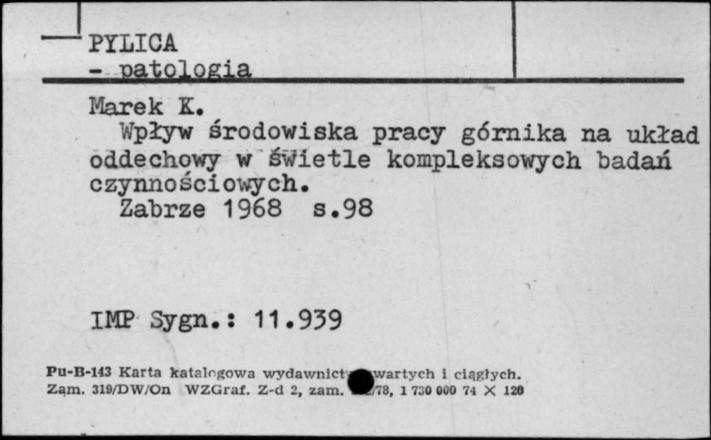 PYLICA
- patologia
Marek K.
Wpływ środowiska pracy górnika na układ
oddechowy w świetle kompleksowych badań
czynnościowych.
Zabrze 1968 s.98
IMP Sygn.: 11.939
Pu-B-143 Karta katalogowa wydawnict wartych i ciągłych.
Zam. 319/DW/On WZGraf. Z-d 2, zam. /78, 1 730 000 74 X 120